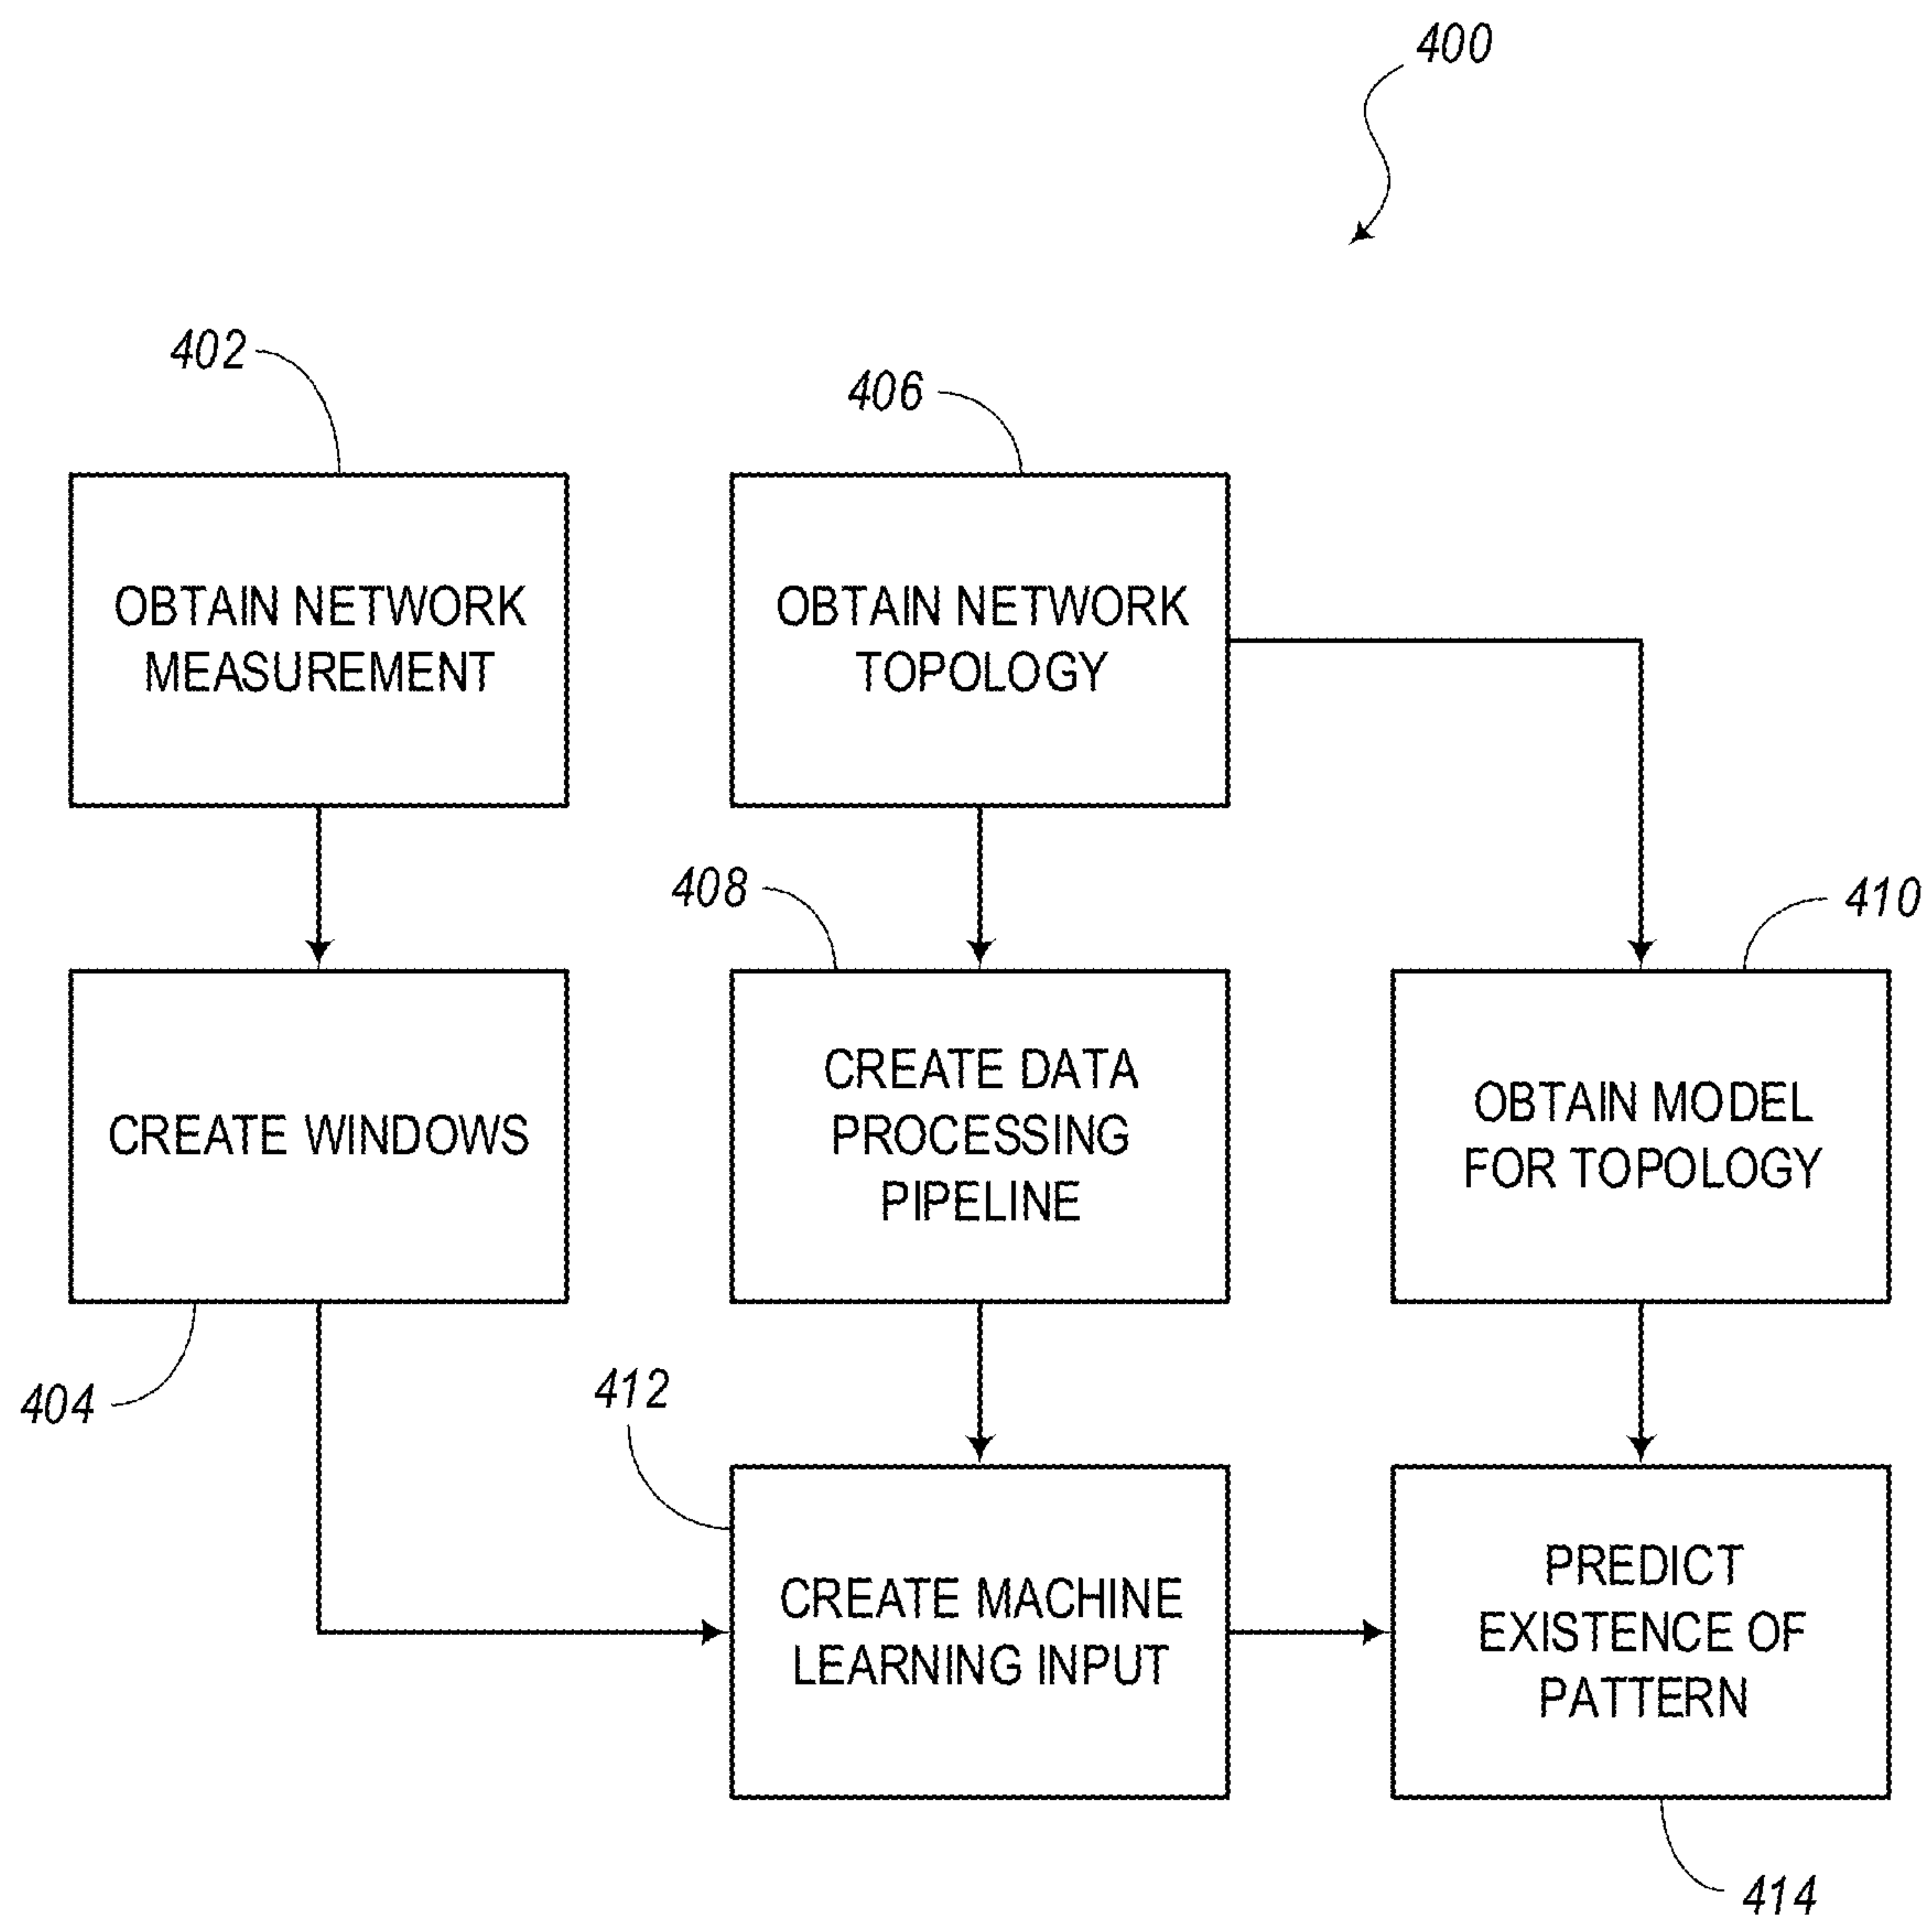 400
402
406
OBTAIN NETWORK
MEASUREMENT
OBTAIN NETWORK
TOPOLOGY
408
410
CREATE WINDOWS
CREATE DATA
PROCESSING
PIPELINE
OBTAIN MODEL
FOR TOPOLOGY
404
412
CREATE MACHINE
LEARNING INPUT
PREDICT
EXISTENCE OF
PATTERN
414